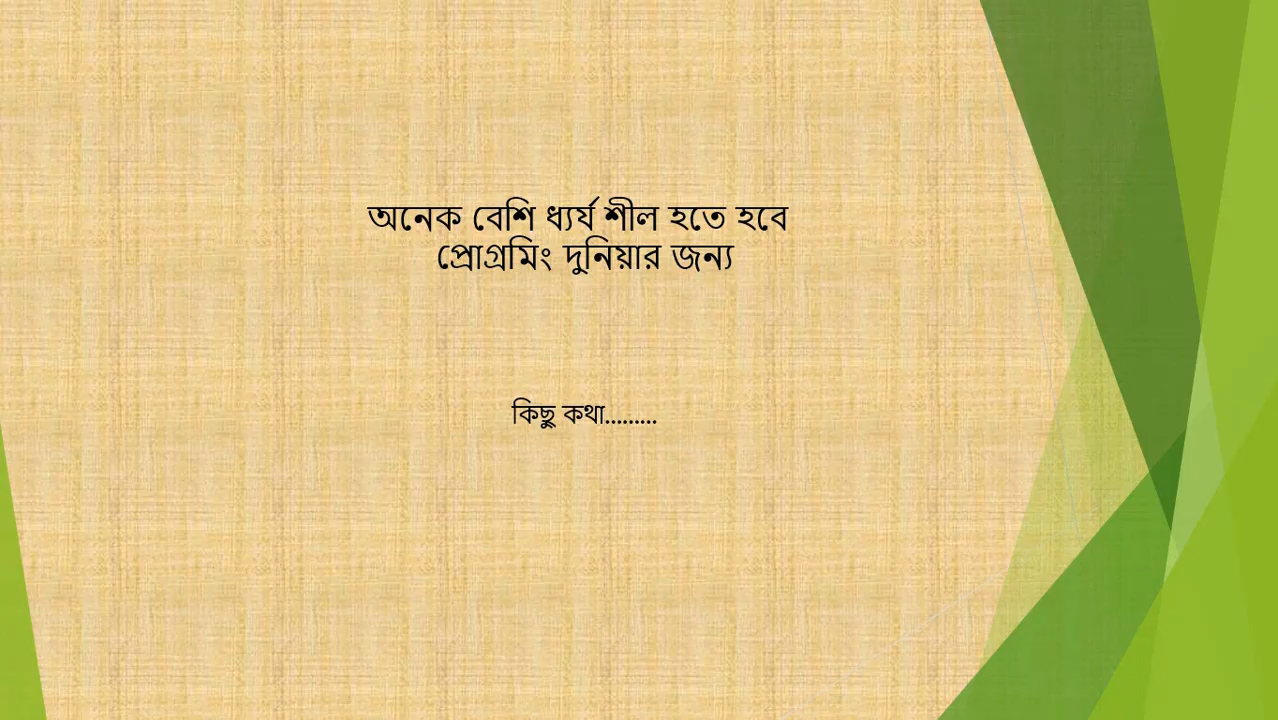 অনেক বেশি ধ্যর্য শীল হতে হবে
প্রোগ্রমিং দুনিয়ার জন্য
কিছু কথা.........